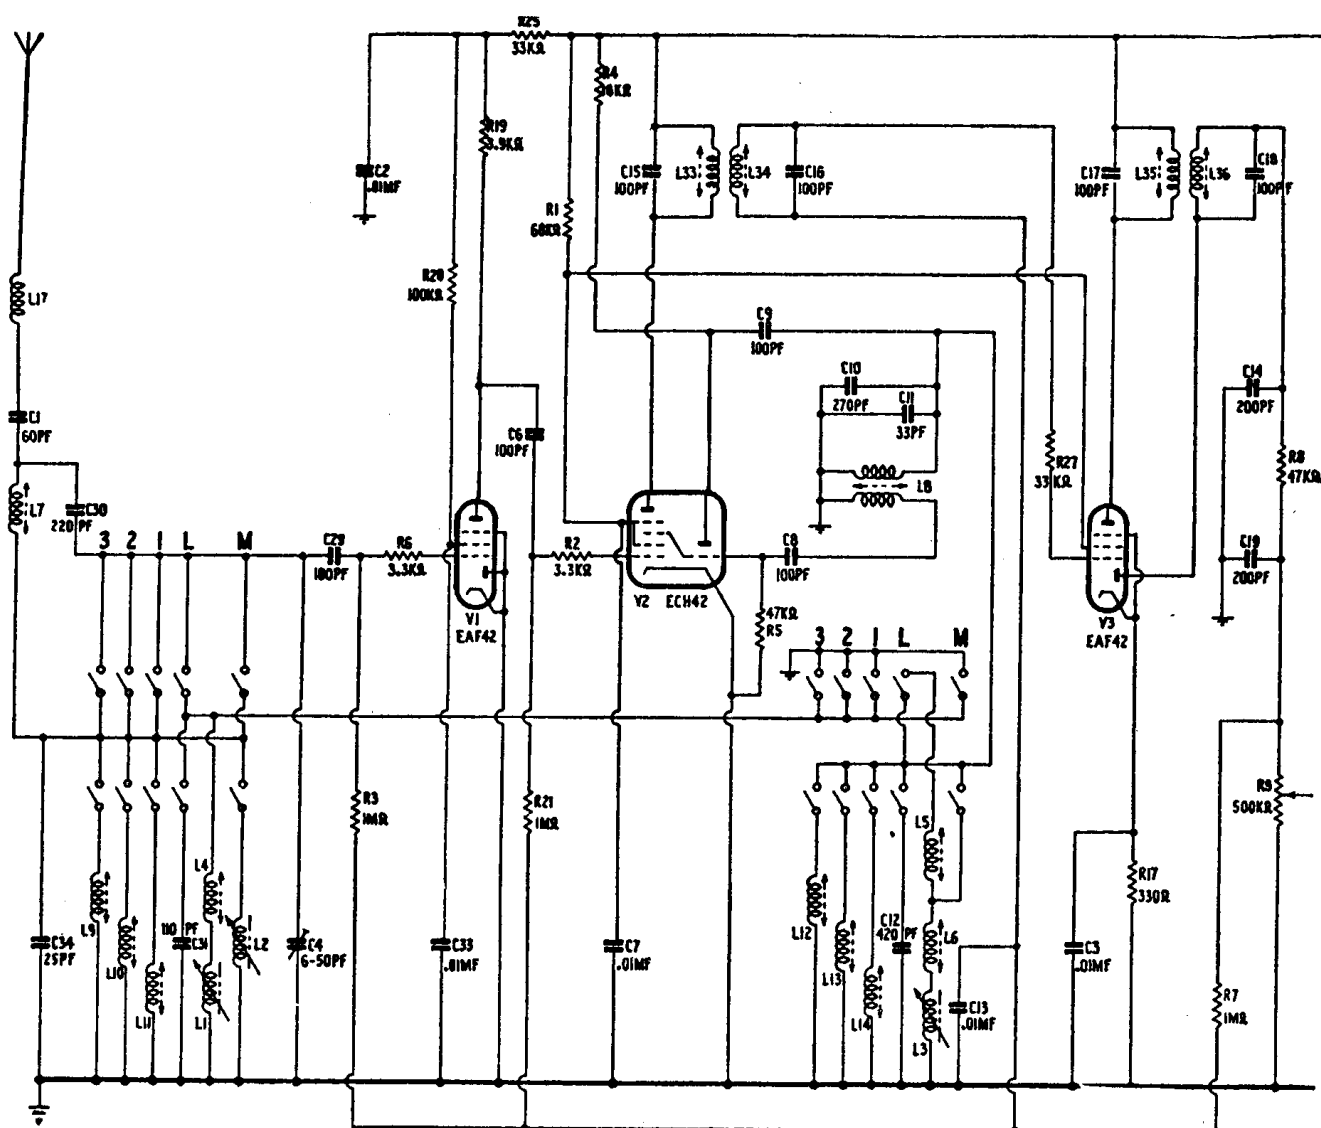 R25
33KΩ
R4
18KΩ
R19
3.9KΩ
C2
.01MF
C15
100PF
L33
L34
C16
100PF
C17
100PF
L35
L36
C18
100PF
R1
68KΩ
R20
100KΩ
L17
C9
100PF
C10
270PF
C11
33PF
C14
200PF
C1
60PF
C6
100PF
R27
33KΩ
R8
47KΩ
L8
L7
C30
220PF
3 2 1 L M
C29
100PF
R6
3.3KΩ
R2
3.3KΩ
C8
100PF
C19
200PF
V1
EAF42
V2 ECH42
47KΩ
R5
V3
EAF42
3 2 1 L M
R3
1MΩ
R21
1MΩ
R9
500KΩ
L5
L4
R17
330Ω
L9
110 PF
C31
L2
C4
6-50PF
C33
.01MF
C7
.01MF
L12
C12
420 PF
L6
C3
.01MF
C34
25PF
L10
L13
L11
L1
L14
L3
C13
.01MF
R7
1MΩ